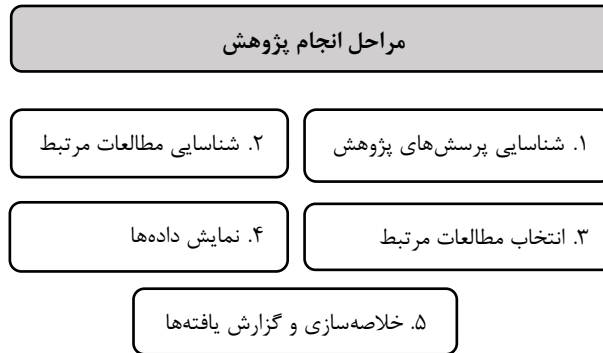 مراحل انجام پژوهش
۱. شناسایی پرسش‌های پژوهش
۲. شناسایی مطالعات مرتبط
۳. انتخاب مطالعات مرتبط
۴. نمایش داده‌ها
۵. خلاصه‌سازی و گزارش یافته‌ها